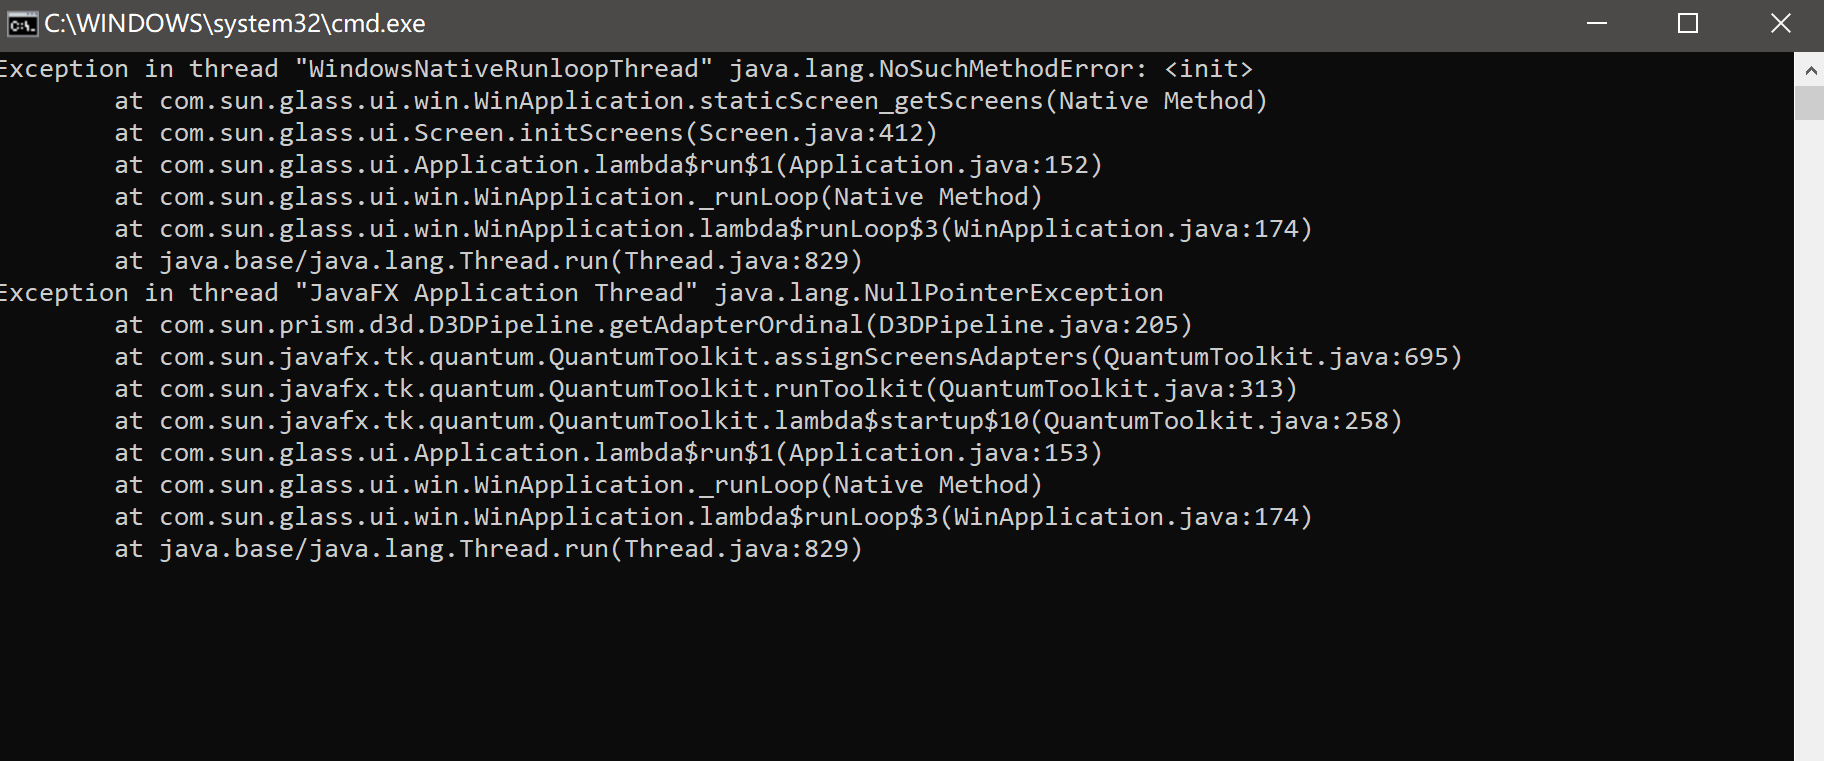 C:\WINDOWS\system32\cmd.exe
Exception in thread "WindowsNativeRunloopThread" java.lang.NoSuchMethodError: <init>
at com.sun.glass.ui.win.WinApplication.staticScreen_getScreens(Native Method)
at com.sun.glass.ui.Screen.initScreens(Screen.java:412)
at com.sun.glass.ui.Application.lambda$run$1(Application.java:152)
at com.sun.glass.ui.win.WinApplication._runLoop(Native Method)
at com.sun.glass.ui.win.WinApplication.lambda$runLoop$3(WinApplication.java:174)
at java.base/java.lang.Thread.run(Thread.java:829)
Exception in thread "JavaFX Application Thread" java.lang.NullPointerException
at com.sun.prism.d3d.D3DPipeline.getAdapterOrdinal(D3DPipeline.java:205)
at com.sun.javafx.tk.quantum.QuantumToolkit.assignScreensAdapters(QuantumToolkit.java:695)
at com.sun.javafx.tk.quantum.QuantumToolkit.runToolkit(QuantumToolkit.java:313)
at com.sun.javafx.tk.quantum.QuantumToolkit.lambda$startup$10(QuantumToolkit.java:258)
at com.sun.glass.ui.Application.lambda$run$1(Application.java:153)
at com.sun.glass.ui.win.WinApplication._runLoop(Native Method)
at com.sun.glass.ui.win.WinApplication.lambda$runLoop$3(WinApplication.java:174)
at java.base/java.lang.Thread.run(Thread.java:829)